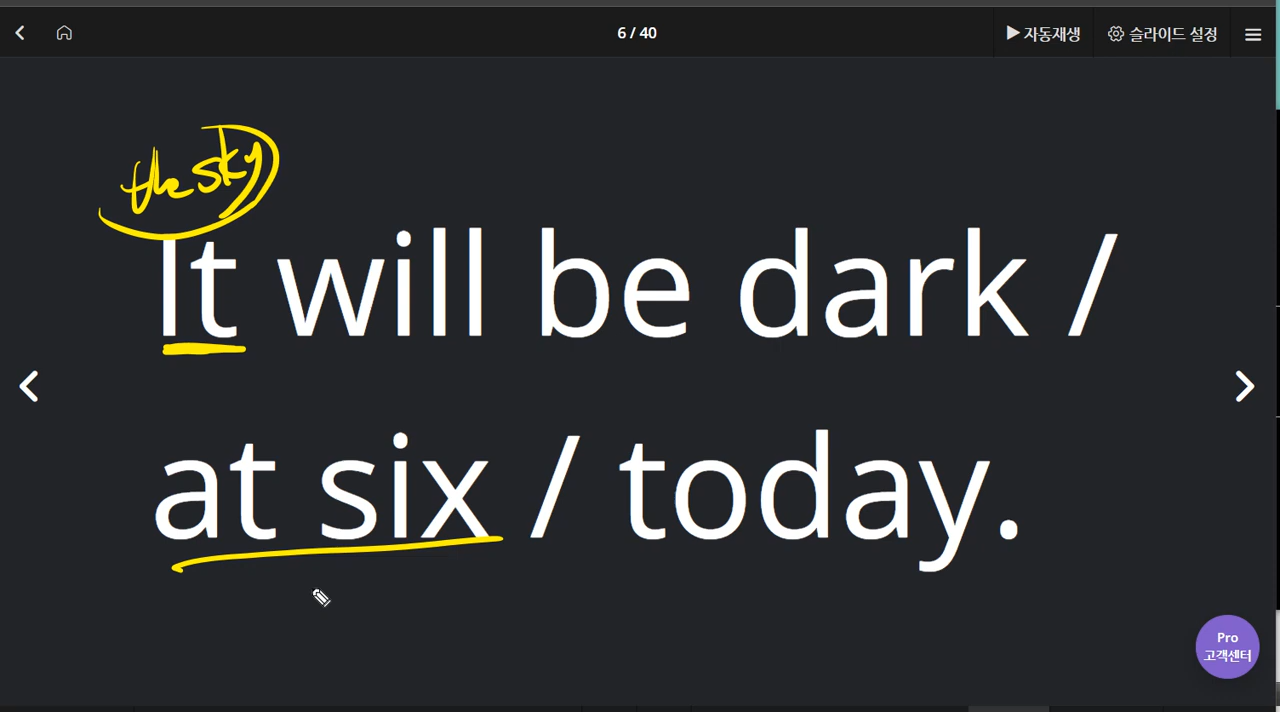 6 / 40
자동재생
슬라이드 설정
the sky
It will be dark /
at six / today.
Pro
고객센터